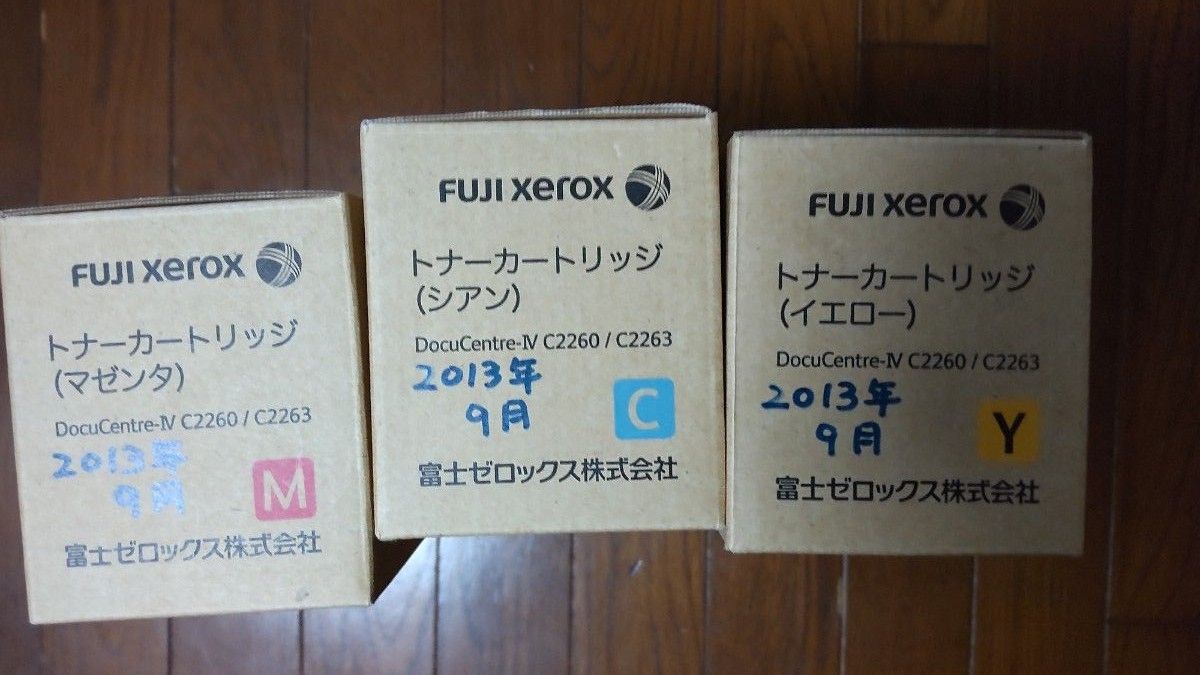 FUJI xerox
トナーカートリッジ
(マゼンタ)
DocuCentre-IV C2260 / C2263
2013年
9月
M
富士ゼロックス株式会社
FUJI xerox
トナーカートリッジ
(シアン)
DocuCentre-IV C2260 / C2263
2013年
9月
C
富士ゼロックス株式会社
FUJI xerox
トナーカートリッジ
(イエロー)
DocuCentre-IV C2260 / C2263
2013年
9月
Y
富士ゼロックス株式会社